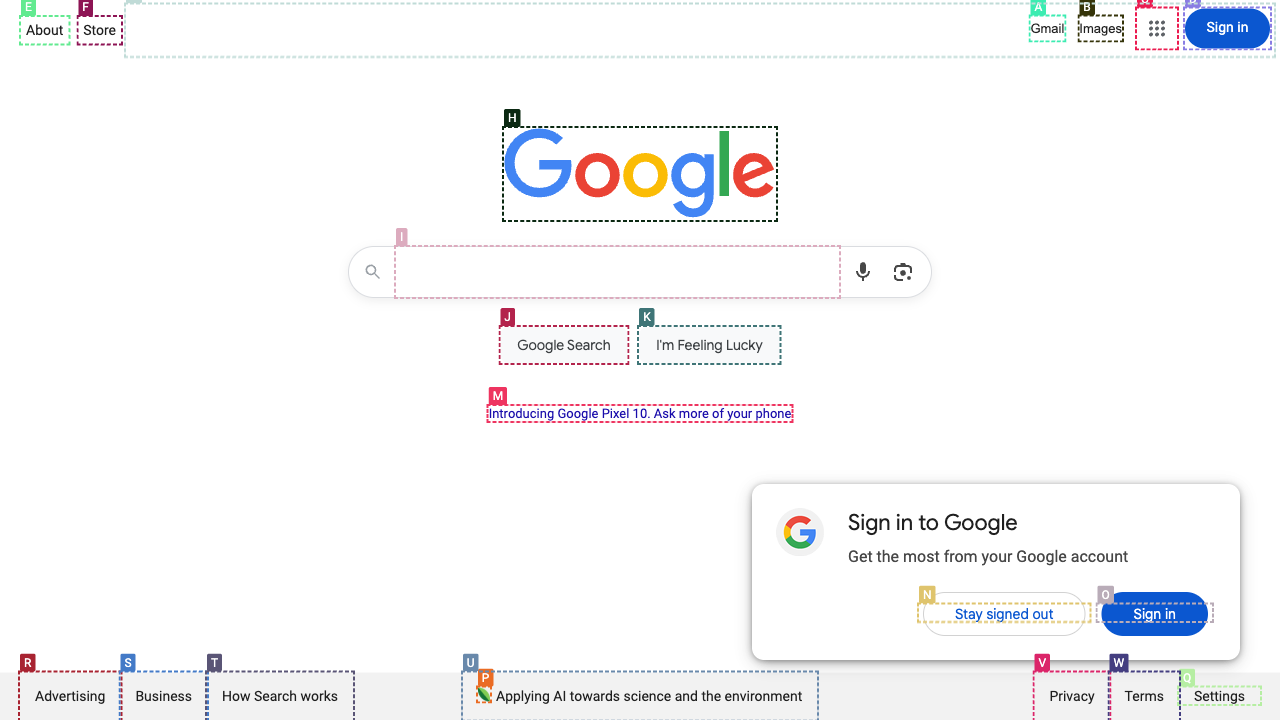 E
F
A
B
About
Store
Gmail
Images
Sign in
H
Google
I
J
K
Google Search
I'm Feeling Lucky
M
Introducing Google Pixel 10. Ask more of your phone
Sign in to Google
Get the most from your Google account
N
O
Stay signed out
Sign in
R
S
T
U
P
V
W
Q
Advertising
Business
How Search works
Applying AI towards science and the environment
Privacy
Terms
Settings